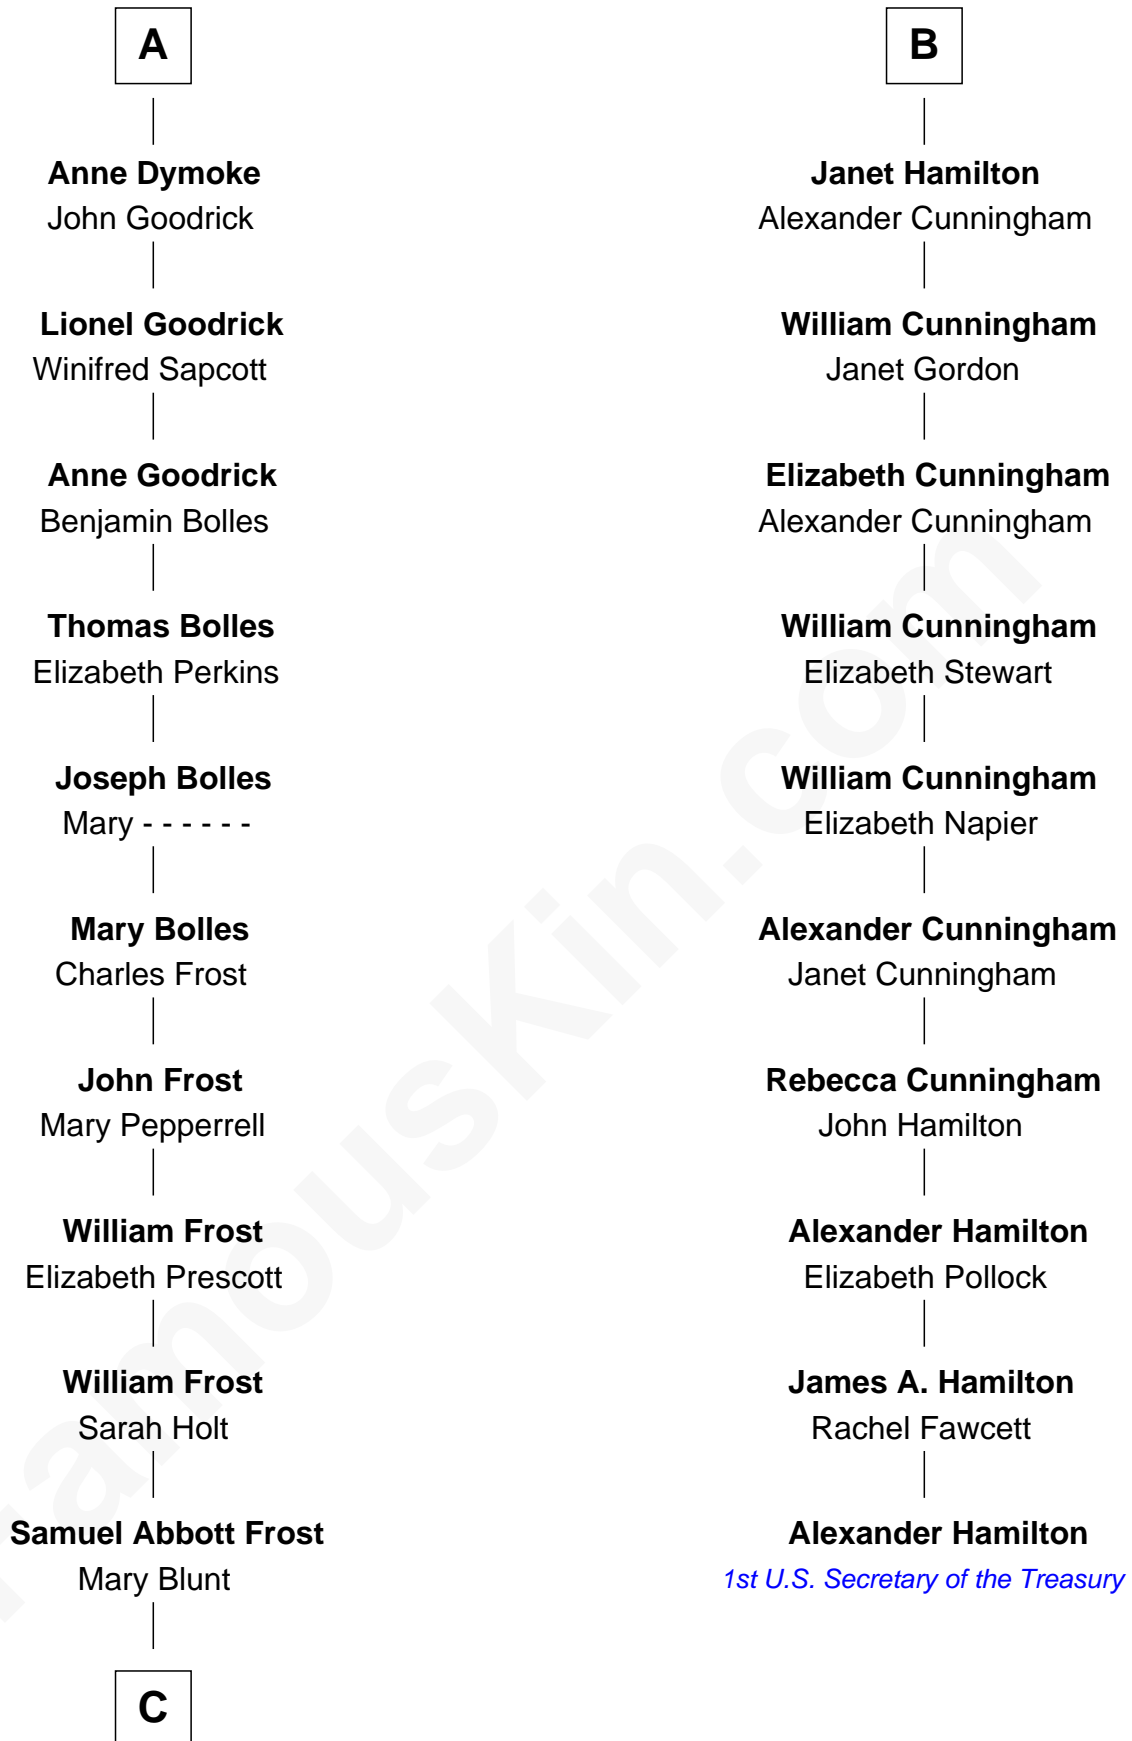 A
Anne Dymoke
John Goodrick
Lionel Goodrick
Winifred Sapcott
Anne Goodrick
Benjamin Bolles
Thomas Bolles
Elizabeth Perkins
Joseph Bolles
Mary - - - - - -
Mary Bolles
Charles Frost
John Frost
Mary Pepperrell
William Frost
Elizabeth Prescott
William Frost
Sarah Holt
Samuel Abbott Frost
Mary Blunt
C
B
Janet Hamilton
Alexander Cunningham
William Cunningham
Janet Gordon
Elizabeth Cunningham
Alexander Cunningham
William Cunningham
Elizabeth Stewart
William Cunningham
Elizabeth Napier
Alexander Cunningham
Janet Cunningham
Rebecca Cunningham
John Hamilton
Alexander Hamilton
Elizabeth Pollock
James A. Hamilton
Rachel Fawcett
Alexander Hamilton
1st U.S. Secretary of the Treasury
FamousKin.com